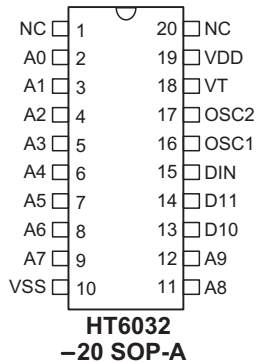 NC 1 20 NC
A0 2 19 VDD
A1 3 18 VT
A2 4 17 OSC2
A3 5 16 OSC1
A4 6 15 DIN
A5 7 14 D11
A6 8 13 D10
A7 9 12 A9
VSS 10 11 A8
HT6032
–20 SOP-A